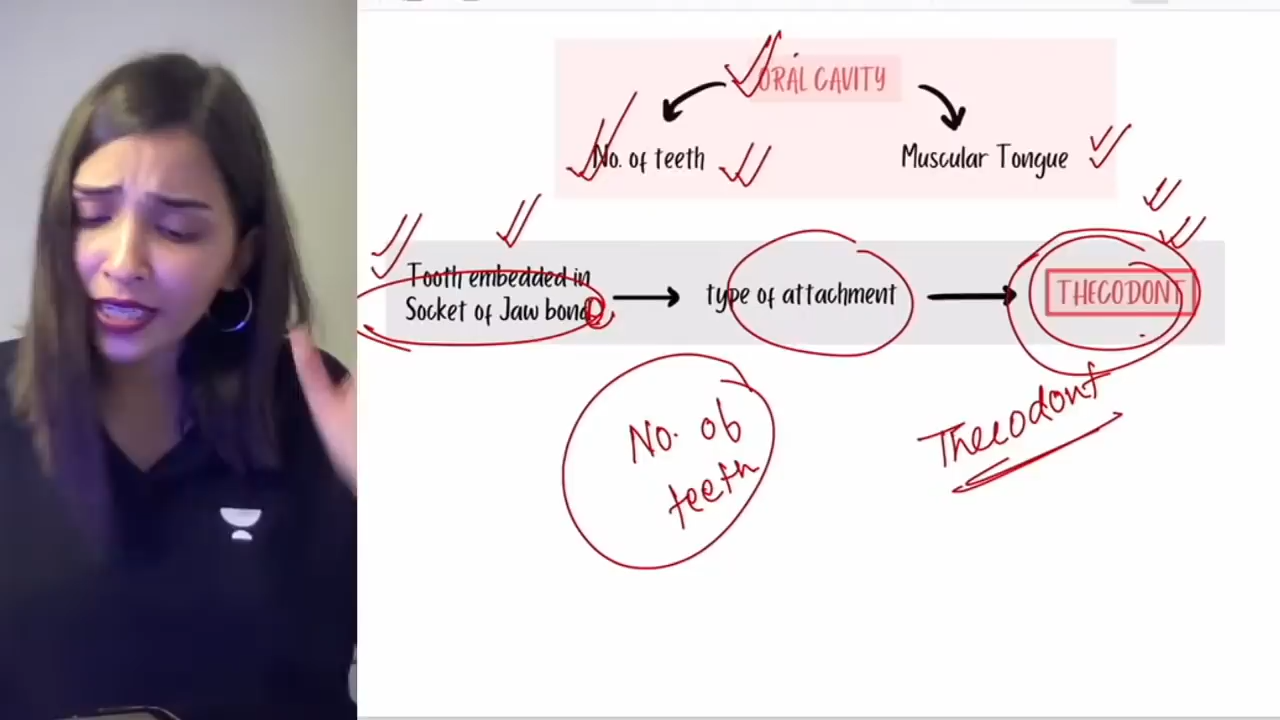 ORAL CAVITY
No. of teeth
Muscular Tongue
Tooth embedded in
Socket of Jaw bone
type of attachment
THECODONT
No. of
teeth
Thecodont